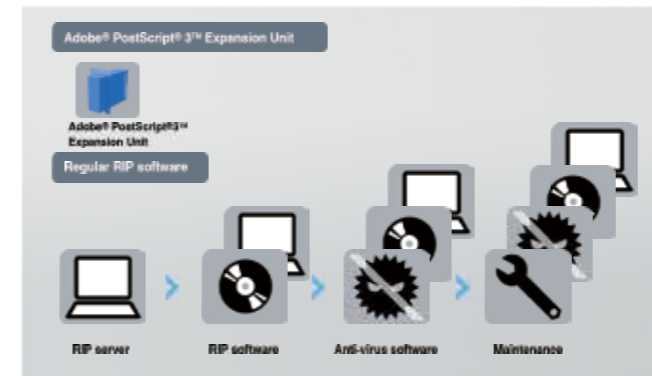 Adobe® PostScript® 3™ Expansion Unit
Adobe® PostScript®3™
Expansion Unit
Regular RIP software
RIP server
RIP software
Anti-virus software
Maintenance